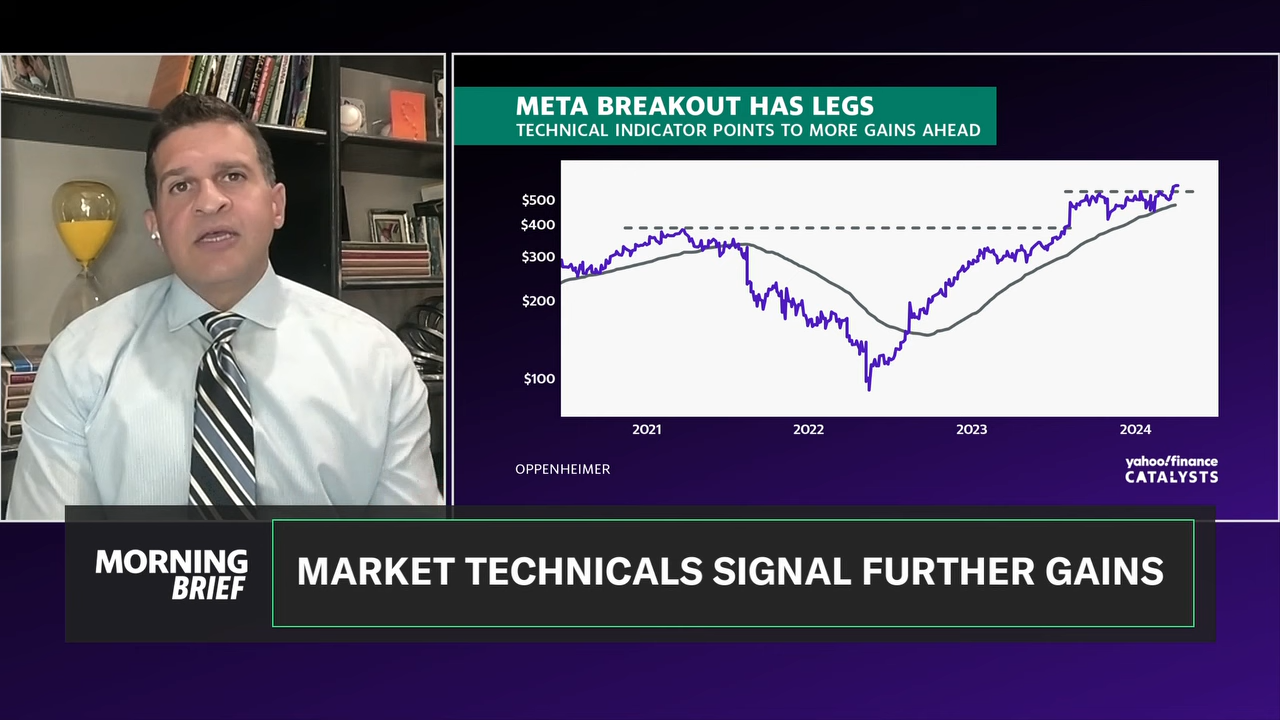 META BREAKOUT HAS LEGS
TECHNICAL INDICATOR POINTS TO MORE GAINS AHEAD
$500
$400
$300
$200
$100
2021 2022 2023 2024
OPPENHEIMER
yahoo!finance
CATALYSTS
MORNING
BRIEF
MARKET TECHNICALS SIGNAL FURTHER GAINS